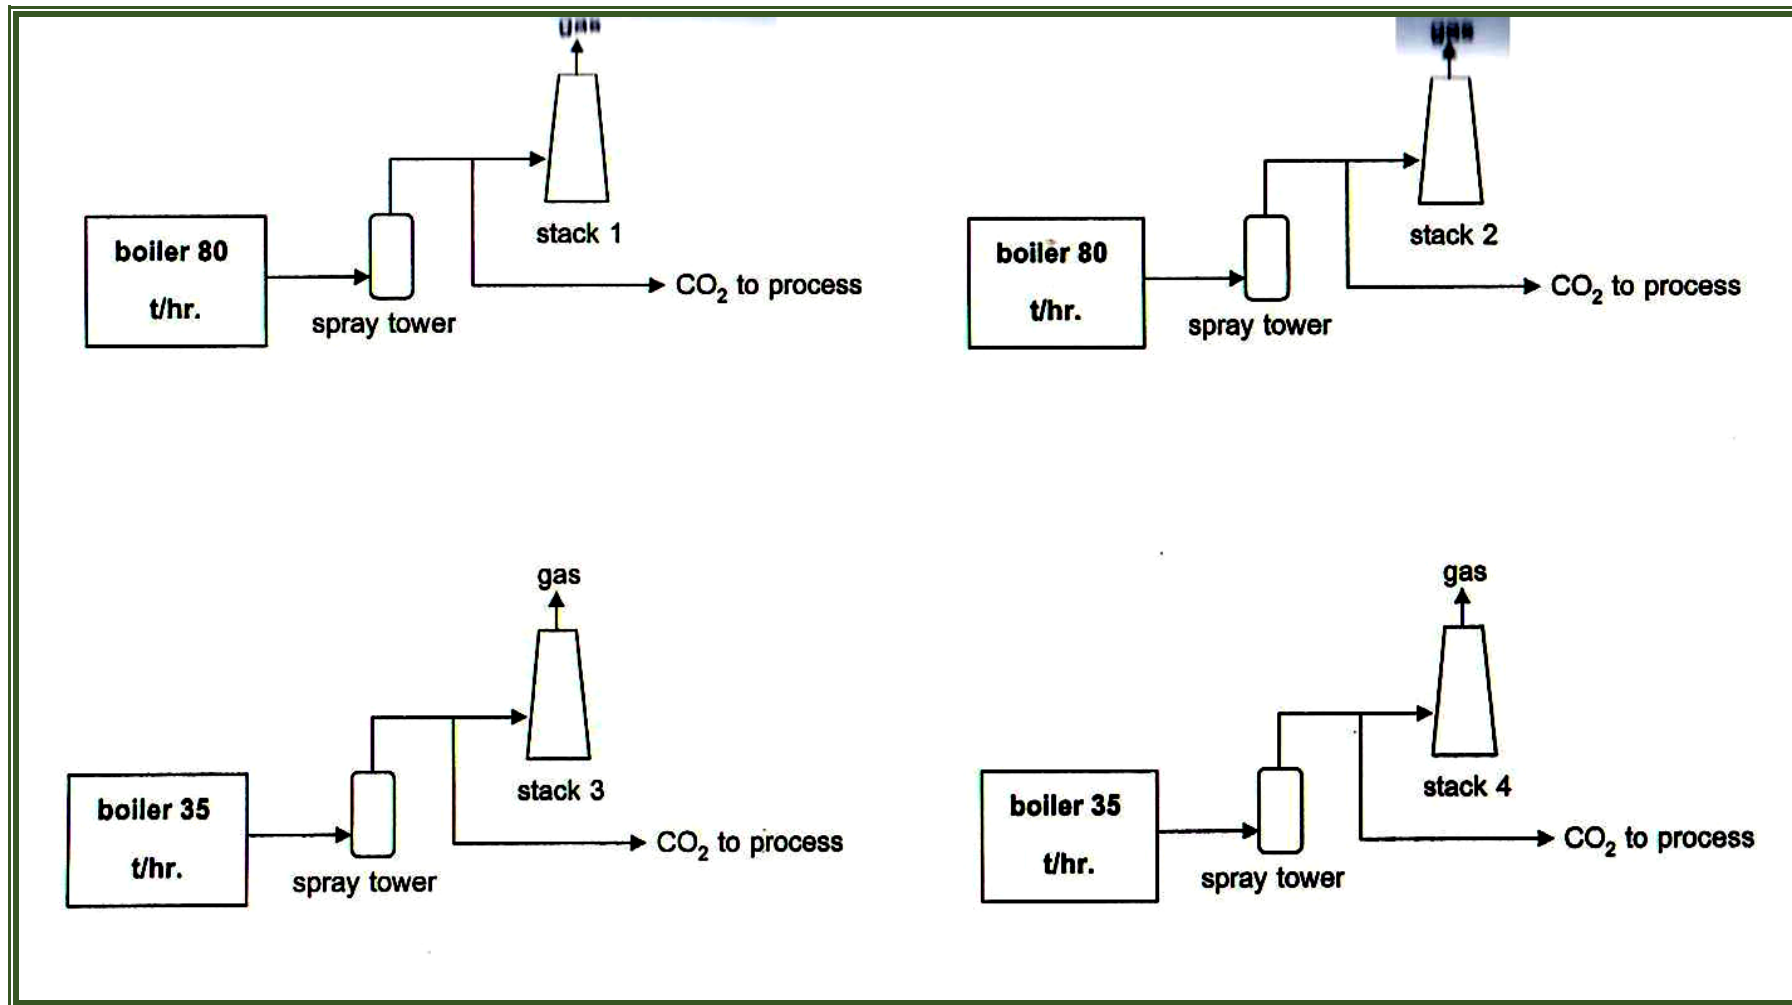 gas
gas
boiler 80
t/hr.
spray tower
stack 1
CO₂ to process
boiler 80
t/hr.
spray tower
stack 2
CO₂ to process
gas
boiler 35
t/hr.
spray tower
stack 3
CO₂ to process
gas
boiler 35
t/hr.
spray tower
stack 4
CO₂ to process